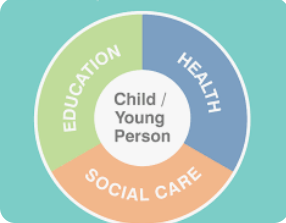 EDUCATION
HEALTH
Child /
Young
Person
SOCIAL CARE